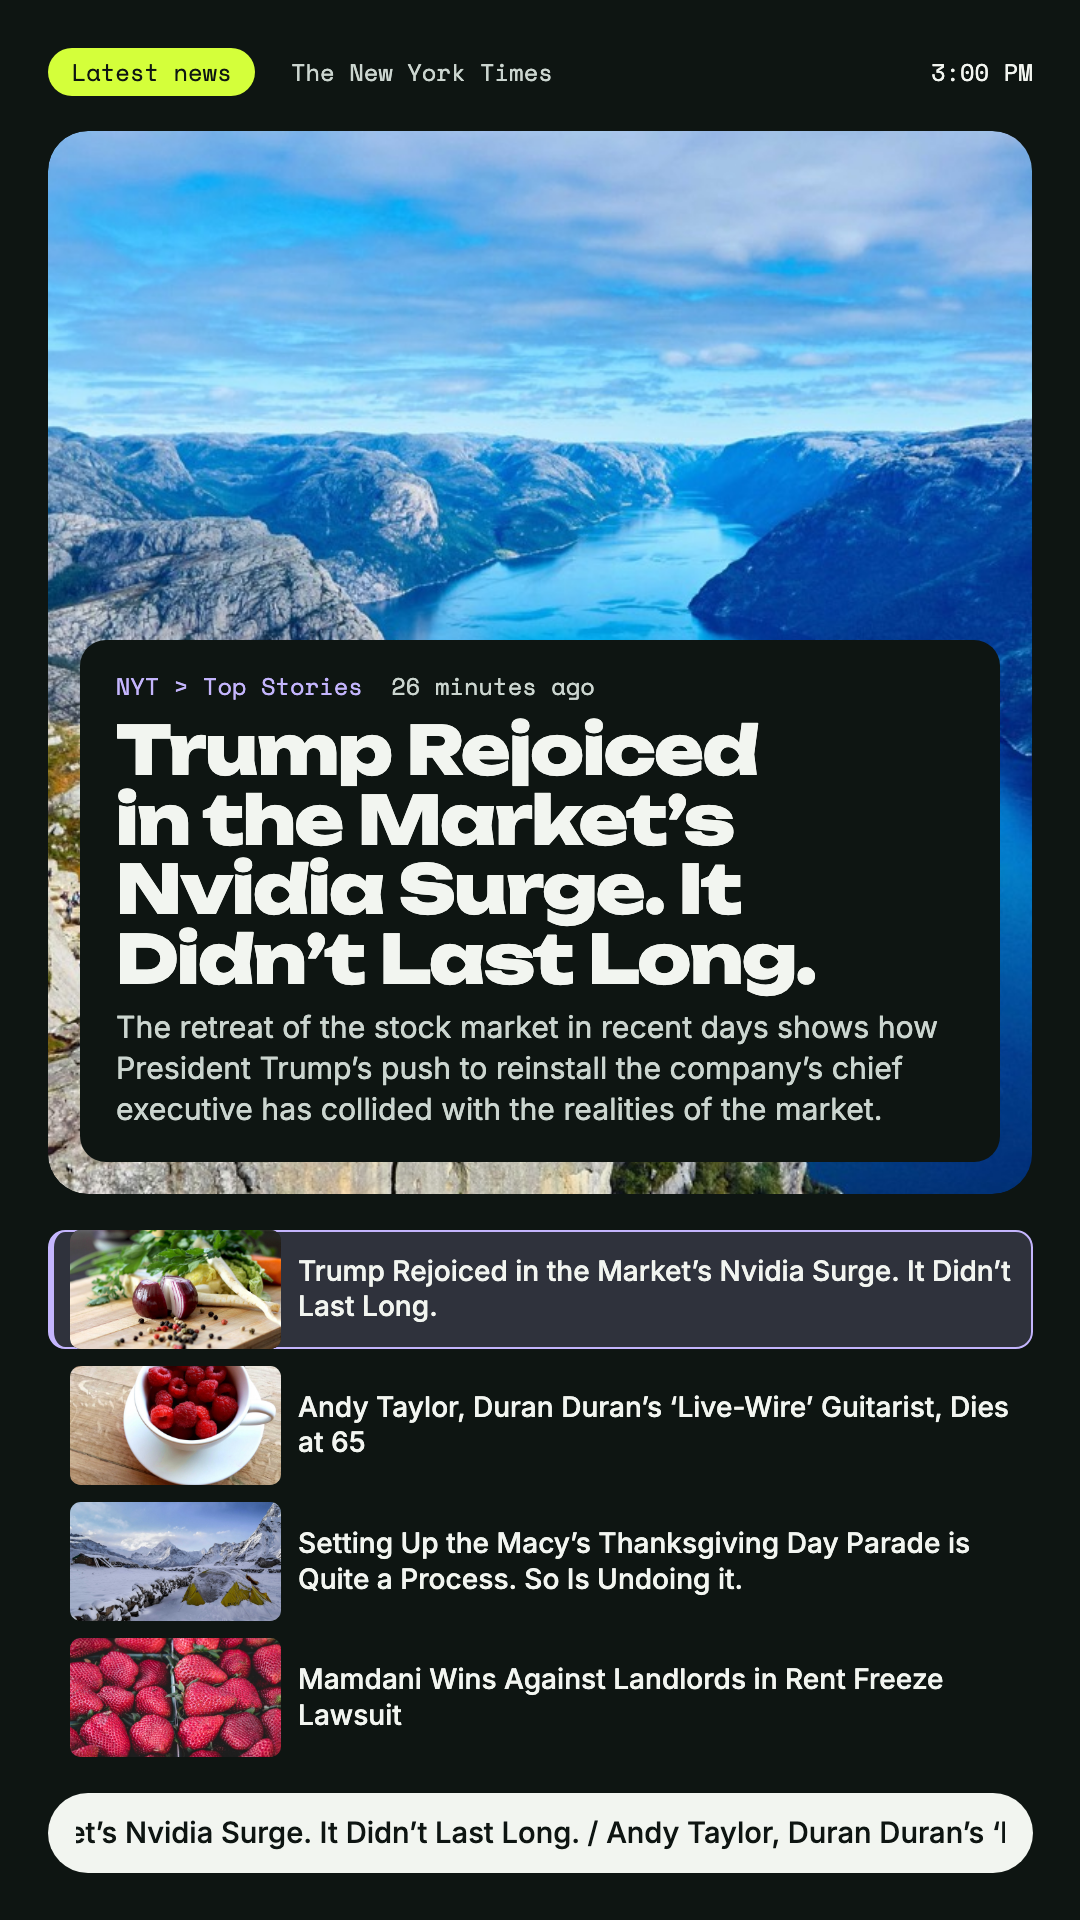 Latest news
The New York Times
3:00 PM
NYT > Top Stories 26 minutes ago
Trump Rejoiced
in the Market’s
Nvidia Surge. It
Didn’t Last Long.
The retreat of the stock market in recent days shows how
President Trump’s push to reinstall the company’s chief
executive has collided with the realities of the market.
Trump Rejoiced in the Market’s Nvidia Surge. It Didn’t
Last Long.
Andy Taylor, Duran Duran’s ‘Live-Wire’ Guitarist, Dies
at 65
Setting Up the Macy’s Thanksgiving Day Parade is
Quite a Process. So Is Undoing it.
Mamdani Wins Against Landlords in Rent Freeze
Lawsuit
et’s Nvidia Surge. It Didn’t Last Long. / Andy Taylor, Duran Duran’s